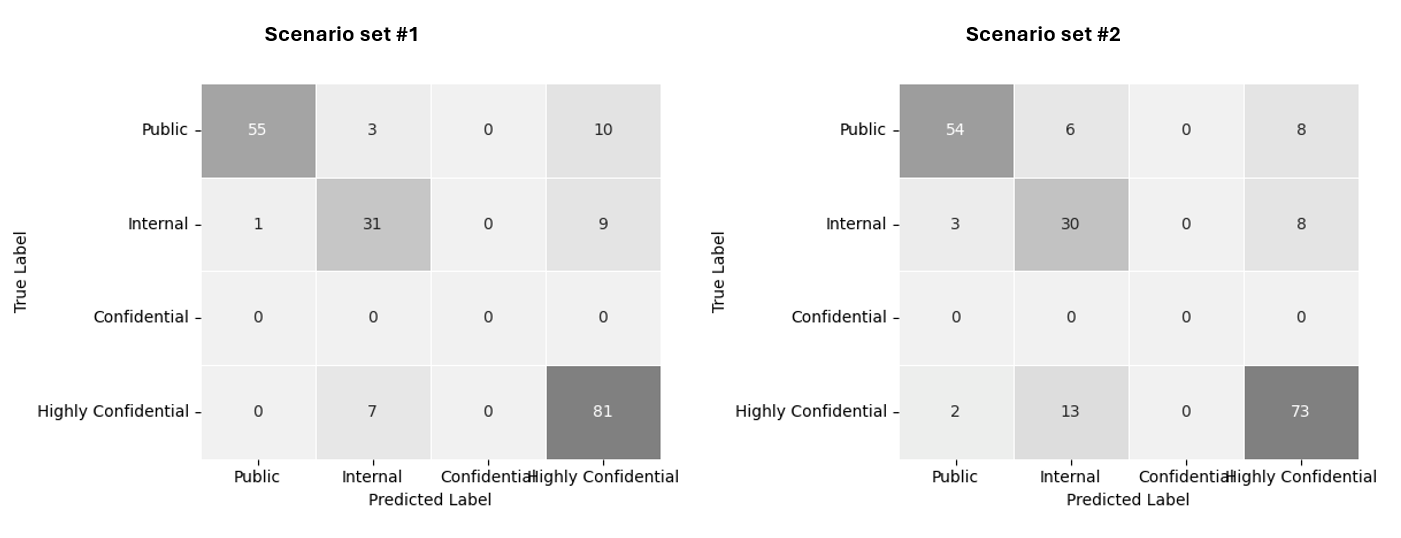 Scenario set #1
Public
55 3 0 10
Internal
1 31 0 9
Confidential
0 0 0 0
Highly Confidential
0 7 0 81
True Label
Public Internal Confidential Highly Confidential
Predicted Label
Scenario set #2
Public
54 6 0 8
Internal
3 30 0 8
Confidential
0 0 0 0
Highly Confidential
2 13 0 73
True Label
Public Internal Confidential Highly Confidential
Predicted Label